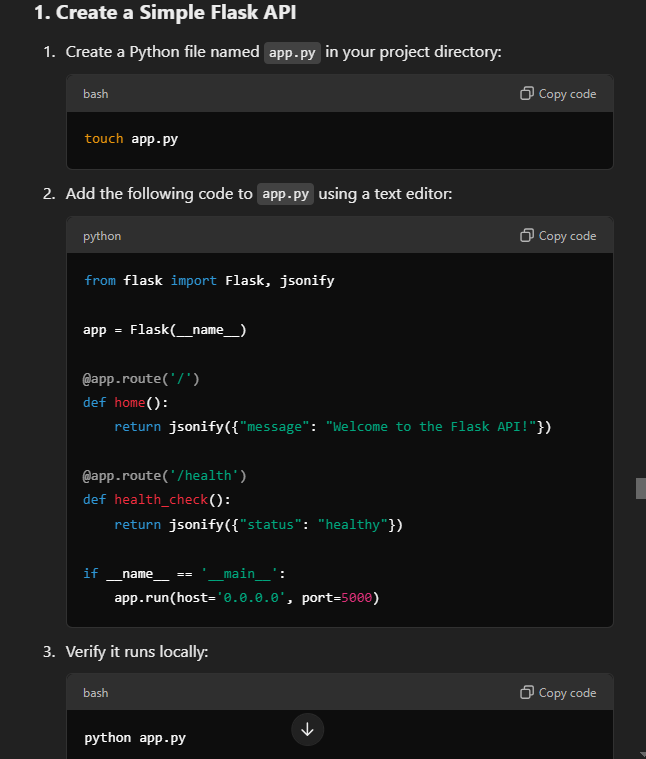 1. Create a Simple Flask API
1. Create a Python file named app.py in your project directory:
bash Copy code
touch app.py
2. Add the following code to app.py using a text editor:
python Copy code
from flask import Flask, jsonify
app = Flask(__name__)
@app.route('/')
def home():
    return jsonify({"message": "Welcome to the Flask API!"})
@app.route('/health')
def health_check():
    return jsonify({"status": "healthy"})
if __name__ == '__main__':
    app.run(host='0.0.0.0', port=5000)
3. Verify it runs locally:
bash Copy code
python app.py